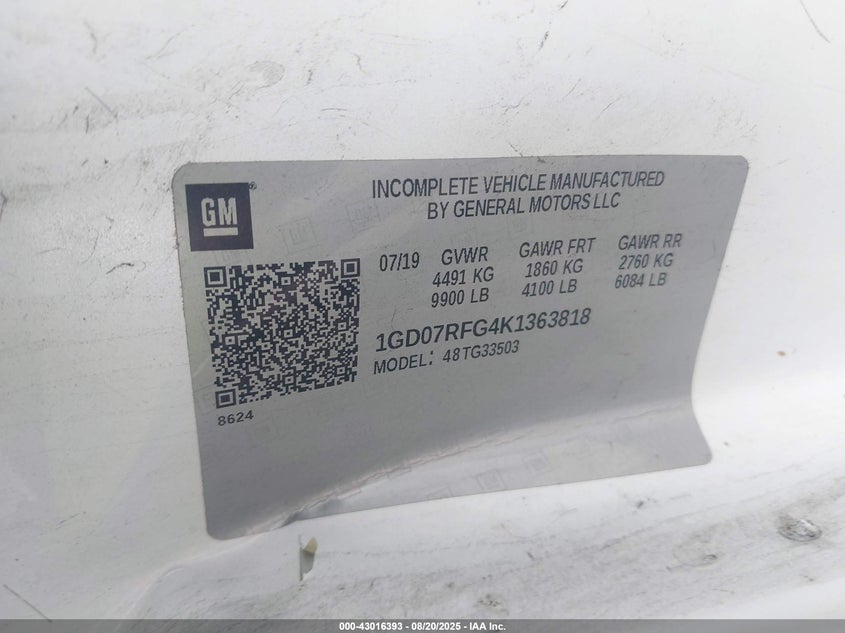 GM
INCOMPLETE VEHICLE MANUFACTURED
BY GENERAL MOTORS LLC
07/19 GVWR GAWR FRT GAWR RR
4491 KG 1860 KG 2760 KG
9900 LB 4100 LB 6084 LB
1GD07RFG4K1363818
MODEL: 48TG33503
8624
000-43016393 - 08/20/2025 - IAA Inc.